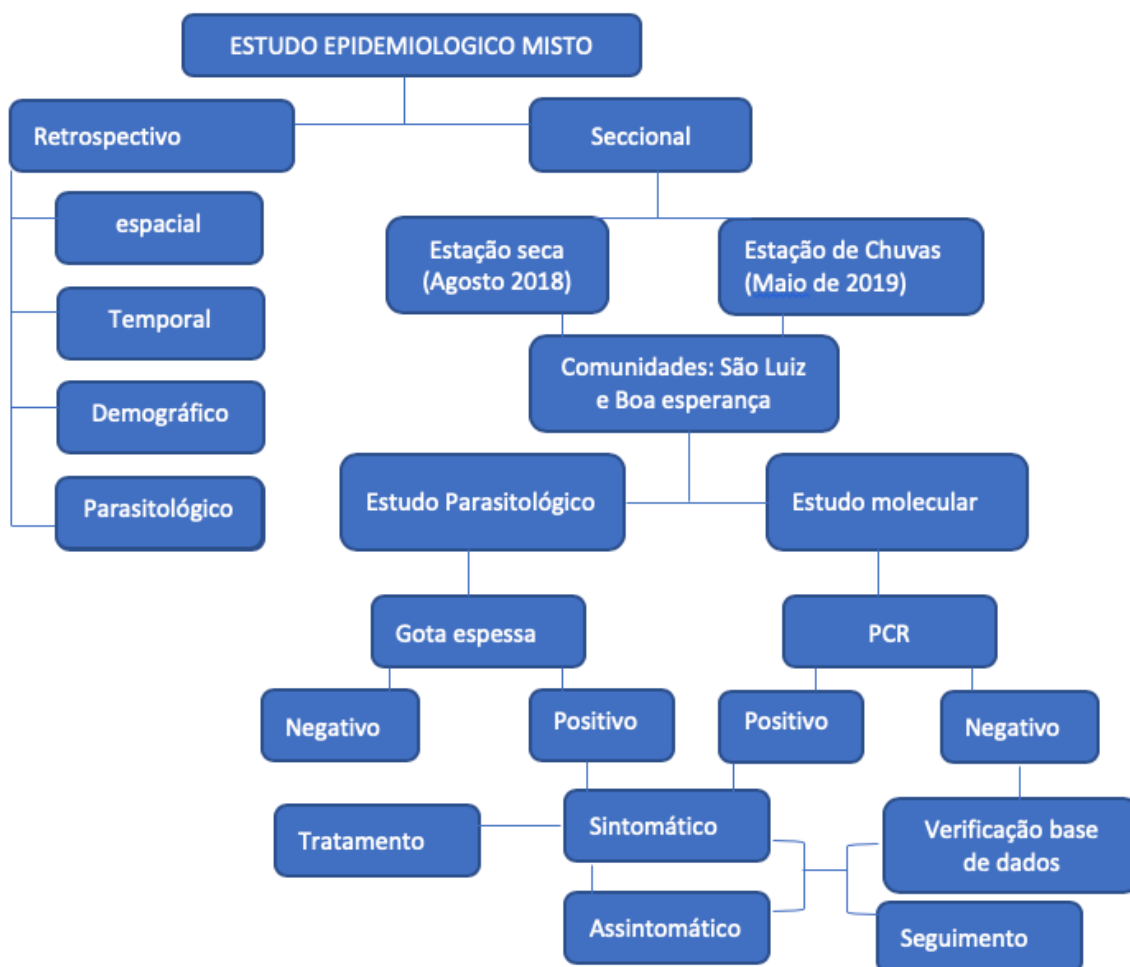 ESTUDO EPIDEMIOLOGICO MISTO
Retrospectivo
Seccional
espacial
Temporal
Demográfico
Parasitológico
Estação seca
(Agosto 2018)
Estação de Chuvas
(Maio de 2019)
Comunidades: São Luiz
e Boa esperança
Estudo Parasitológico
Estudo molecular
Gota espessa
PCR
Negativo
Positivo
Positivo
Negativo
Tratamento
Sintomático
Verificação base
de dados
Assintomático
Seguimento